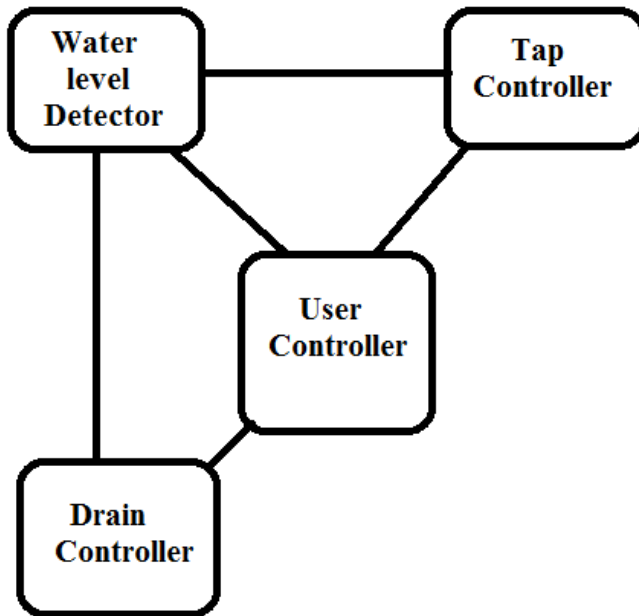 Water
level
Detector
Tap
Controller
User
Controller
Drain
Controller